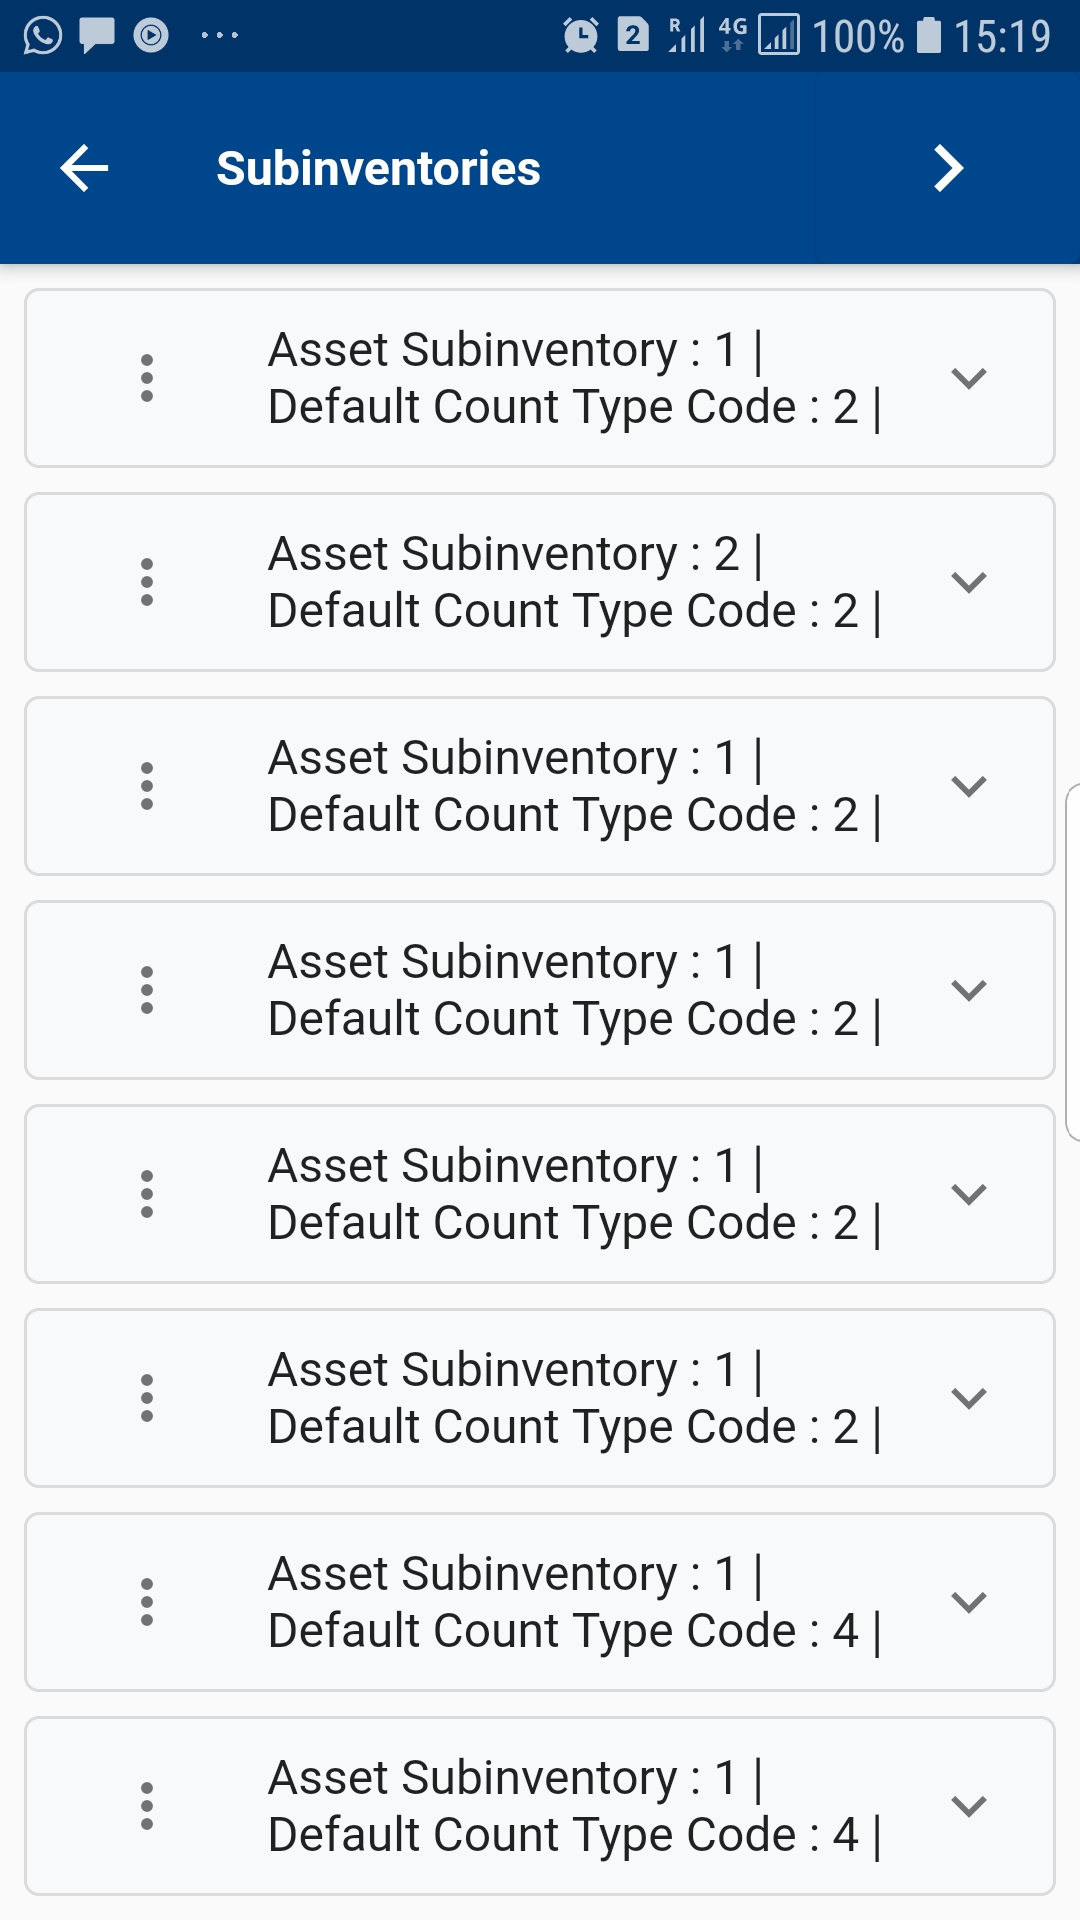 2 R 4G 100% 15:19
Subinventories
Asset Subinventory : 1 |
Default Count Type Code : 2 |
Asset Subinventory : 2 |
Default Count Type Code : 2 |
Asset Subinventory : 1 |
Default Count Type Code : 2 |
Asset Subinventory : 1 |
Default Count Type Code : 2 |
Asset Subinventory : 1 |
Default Count Type Code : 2 |
Asset Subinventory : 1 |
Default Count Type Code : 2 |
Asset Subinventory : 1 |
Default Count Type Code : 4 |
Asset Subinventory : 1 |
Default Count Type Code : 4 |